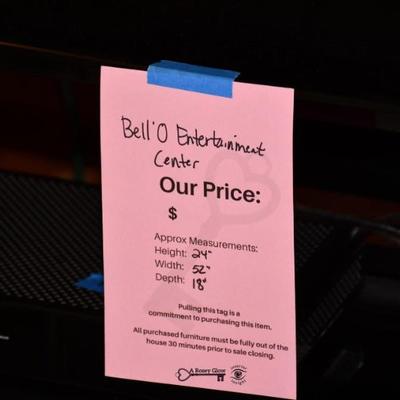 Bell'O Entertainment
Center
Our Price:
$
Approx Measurements:
Height: 24"
Width: 52"
Depth: 18"
Pulling this tag is a
commitment to purchasing this item.
All purchased furniture must be fully out of the
house 30 minutes prior to sale closing.
A Rosey Glow